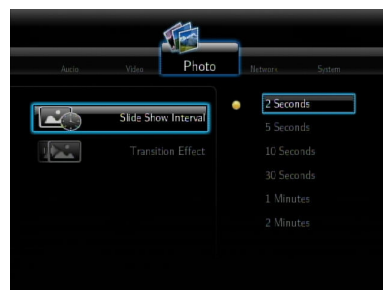 Audio
Video
Photo
Network
System
Slide Show Interval
Transition Effect
2 Seconds
5 Seconds
10 Seconds
30 Seconds
1 Minutes
2 Minutes